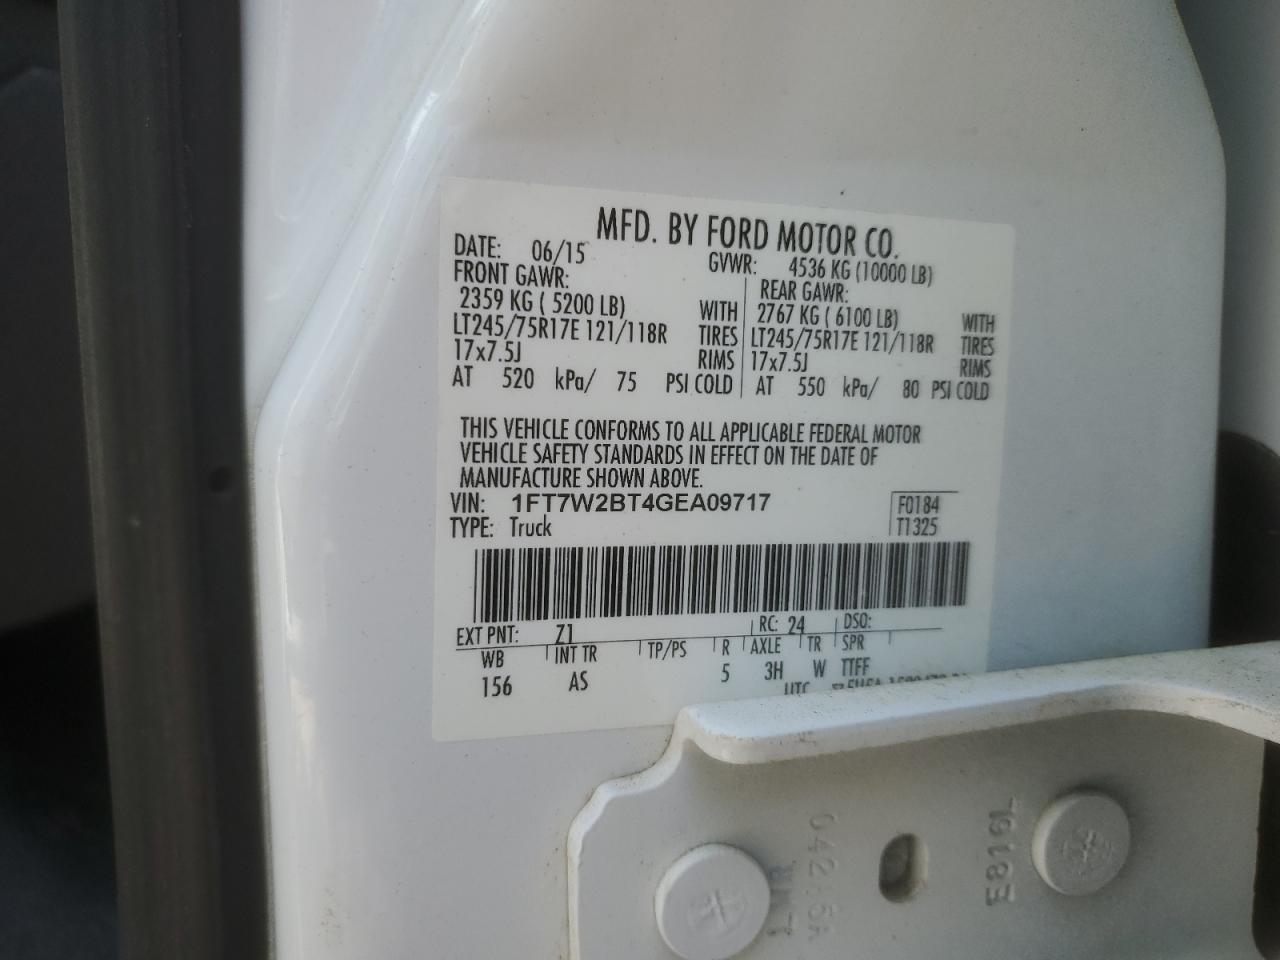 MFD. BY FORD MOTOR CO.
DATE: 06/15 GVWR: 4536 KG (10000 LB)
FRONT GAWR: REAR GAWR:
2359 KG ( 5200 LB) WITH 2767 KG ( 6100 LB) WITH
LT245/75R17E 121/118R TIRES LT245/75R17E 121/118R TIRES
17x7.5J RIMS 17x7.5J RIMS
AT 520 kPa/ 75 PSI COLD AT 550 kPa/ 80 PSI COLD
THIS VEHICLE CONFORMS TO ALL APPLICABLE FEDERAL MOTOR
VEHICLE SAFETY STANDARDS IN EFFECT ON THE DATE OF
MANUFACTURE SHOWN ABOVE.
VIN: 1FT7W2BT4GEA09717 F0184
TYPE: Truck T1325
EXT PNT: Z1 RC: 24 DSO:
WB INT TR TP/PS R AXLE TR SPR
156 AS 5 3H W TTFF
UTC
E8161